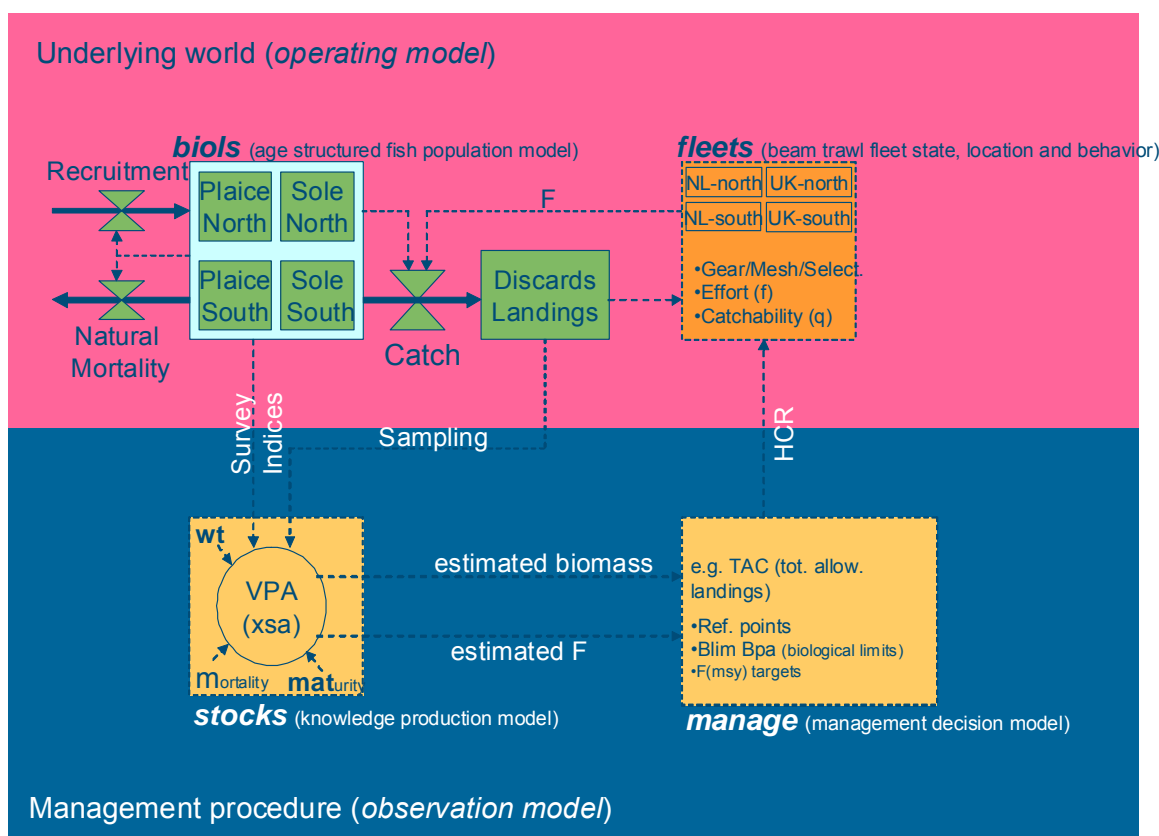 Underlying world (operating model)
biols (age structured fish population model)
fleets (beam trawl fleet state, location and behavior)
Recruitment
Plaice
North
Sole
North
Plaice
South
Sole
South
Natural
Mortality
F
Catch
Discards
Landings
NL-north
UK-north
NL-south
UK-south
•Gear/Mesh/Select.
•Effort (f)
•Catchability (q)
Survey
Indices
Sampling
HCR
wt
VPA
(xsa)
mortality
maturity
stocks (knowledge production model)
estimated biomass
estimated F
e.g. TAC (tot. allow.
landings)
•Ref. points
•Blim Bpa (biological limits)
•F(msy) targets
manage (management decision model)
Management procedure (observation model)